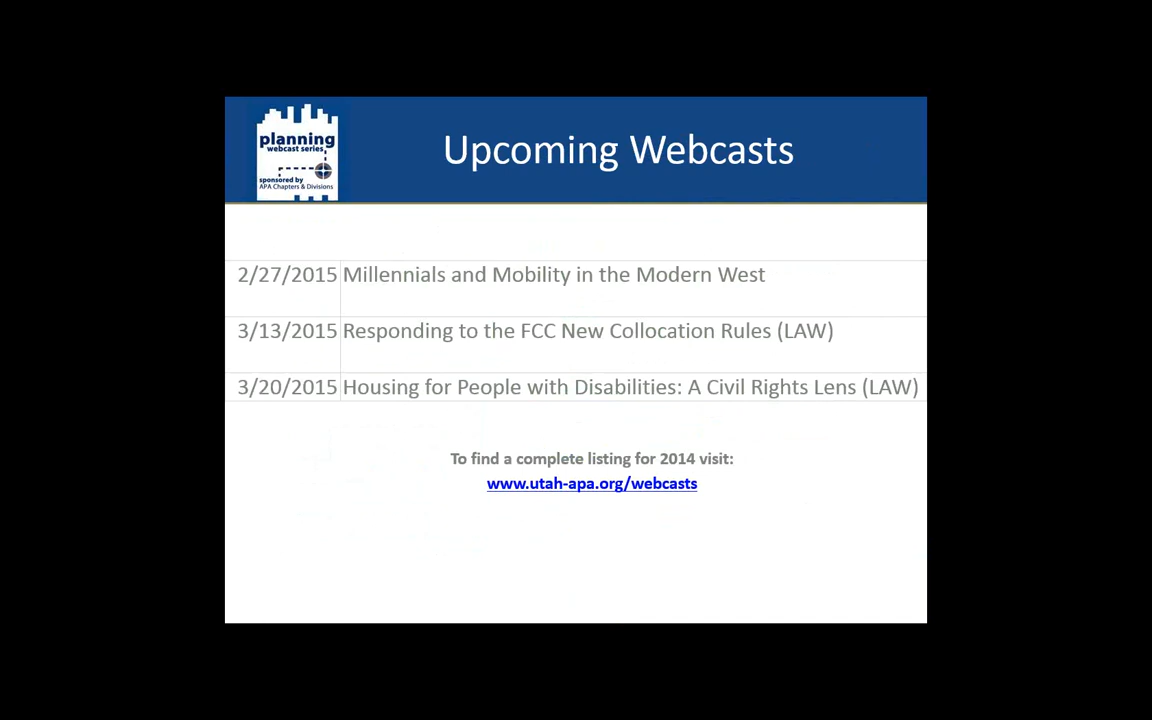 planning
webcast series
sponsored by
APA Chapters & Divisions
Upcoming Webcasts
2/27/2015 Millennials and Mobility in the Modern West
3/13/2015 Responding to the FCC New Collocation Rules (LAW)
3/20/2015 Housing for People with Disabilities: A Civil Rights Lens (LAW)
To find a complete listing for 2014 visit:
www.utah-apa.org/webcasts